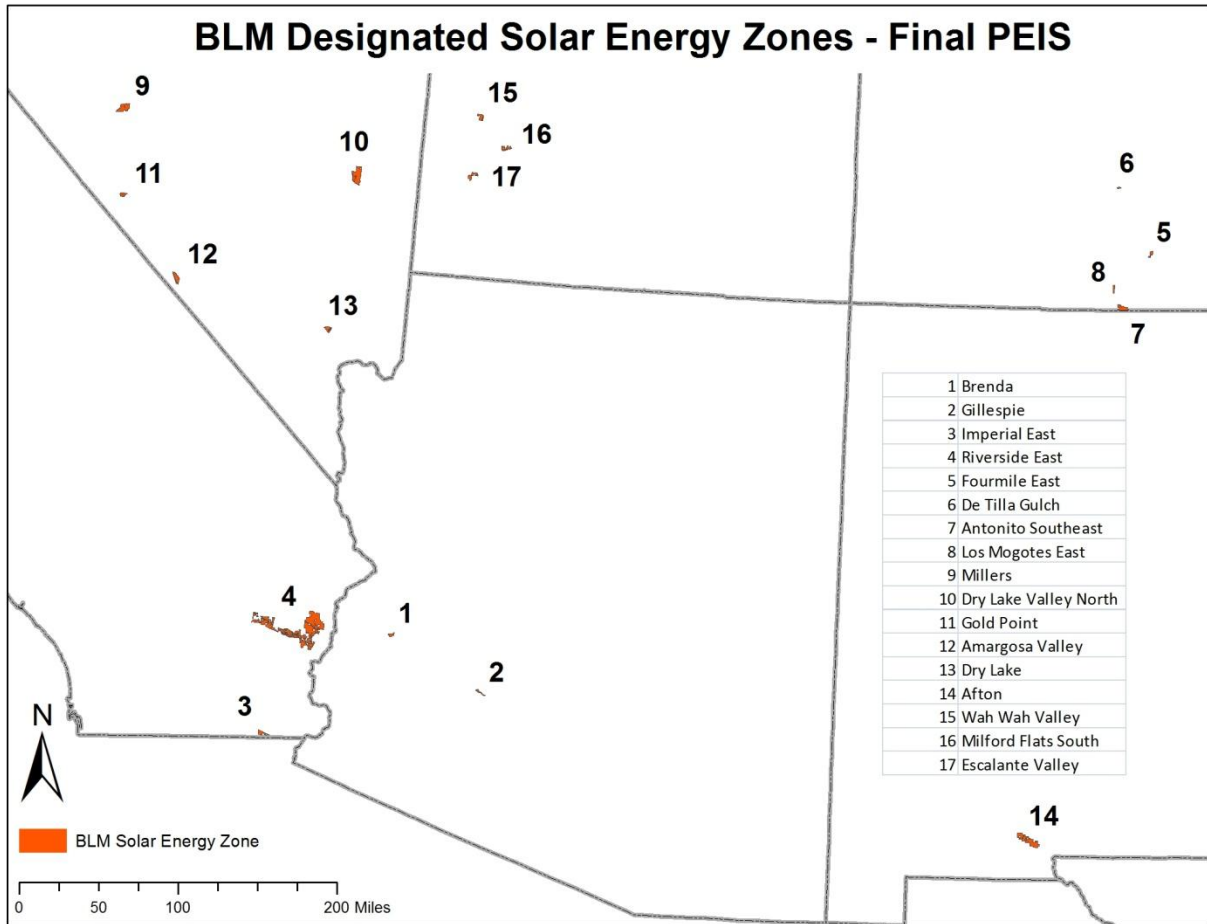 BLM Designated Solar Energy Zones - Final PEIS
9
15
10
16
6
11
17
5
12
8
13
7
1 Brenda
2 Gillespie
3 Imperial East
4 Riverside East
5 Fourmile East
6 De Tilla Gulch
7 Antonito Southeast
8 Los Mogotes East
9 Millers
10 Dry Lake Valley North
11 Gold Point
12 Amargosa Valley
13 Dry Lake
14 Afton
15 Wah Wah Valley
16 Milford Flats South
17 Escalante Valley
4
1
2
3
N
14
BLM Solar Energy Zone
0 50 100 200 Miles